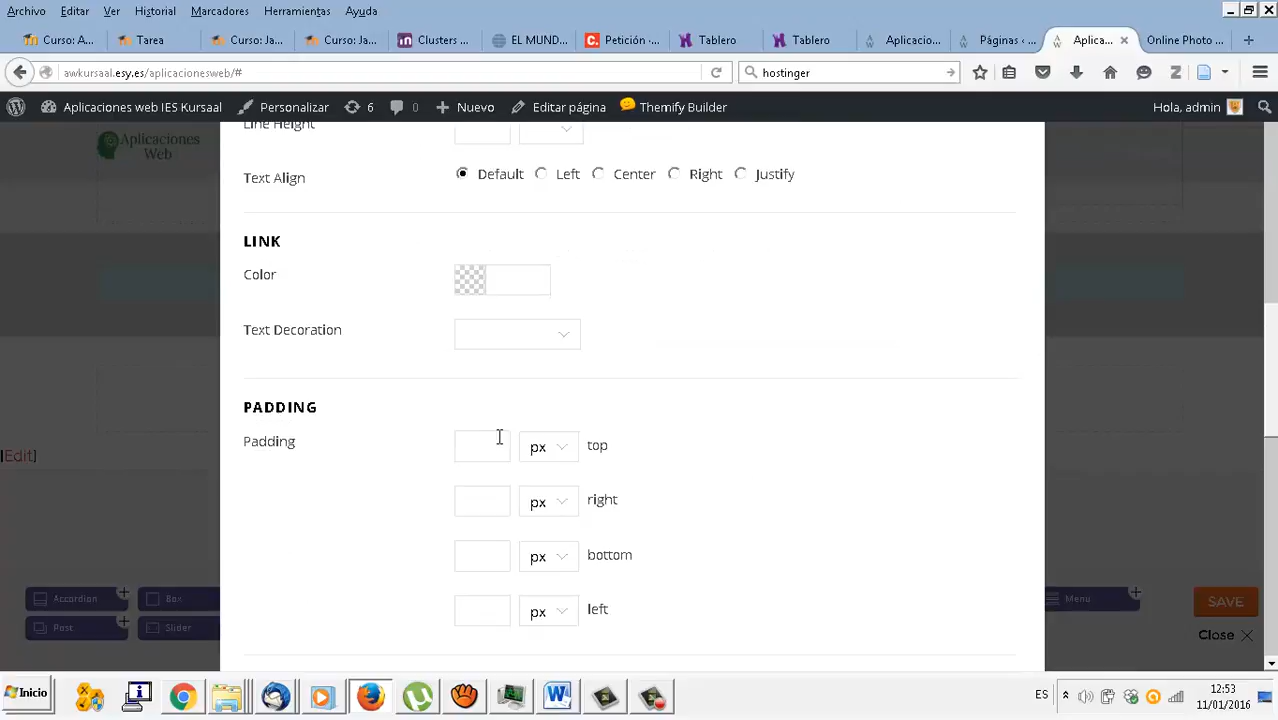 Archivo Editar Ver Historial Marcadores Herramientas Ayuda
Curso: A... Tarea Curso: Ja... Curso: Ja... Clusters ... EL MUND... Petición ·... Tablero Tablero Aplicacio... Páginas ‹ ... Aplica... Online Photo ...
awkursaal.esy.es/aplicacionesweb/# hostinger
Aplicaciones web IES Kursaal Personalizar 6 0 Nuevo Editar página Themify Builder Hola, admin
Aplicaciones
Web
Line Height
Text Align Default Left Center Right Justify
LINK
Color
Text Decoration
PADDING
Padding px top
[Edit]
px right
px bottom
px left
Accordion Box Menu SAVE
Post Slider Close
Inicio ES 12:53
11/01/2016